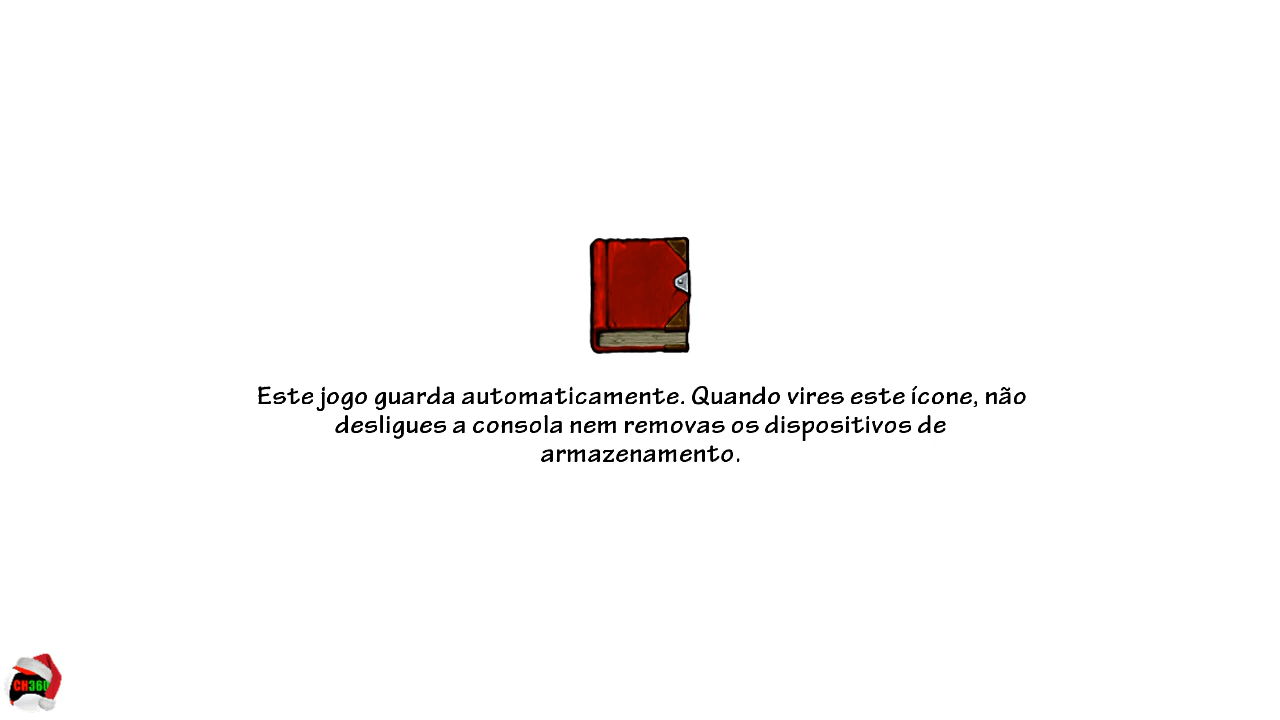 Este jogo guarda automaticamente. Quando vires este ícone, não
desligues a consola nem removas os dispositivos de
armazenamento.
CH360